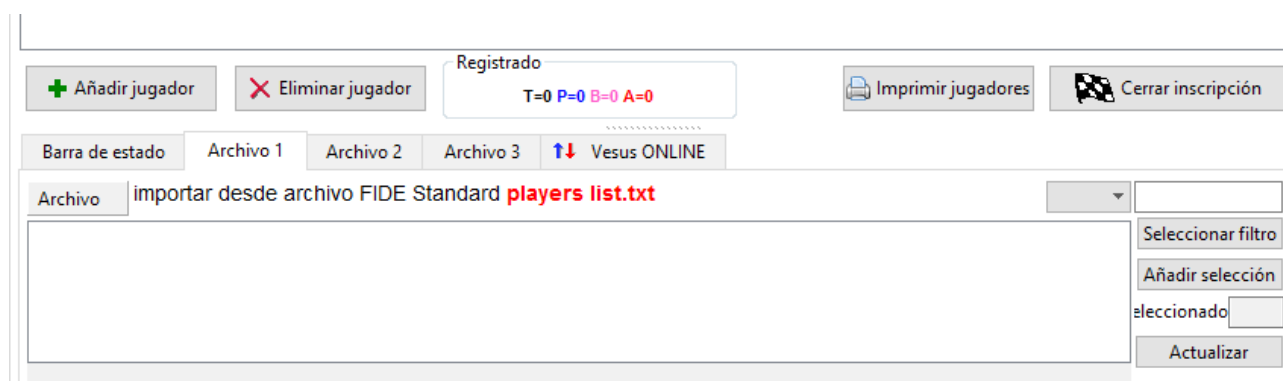 Registrado
Añadir jugador
Eliminar jugador
T=0 P=0 B=0 A=0
Imprimir jugadores
Cerrar inscripción
Barra de estado
Archivo 1
Archivo 2
Archivo 3
Vesus ONLINE
Archivo
importar desde archivo FIDE Standard players list.txt
Seleccionar filtro
Añadir selección
eleccionado
Actualizar